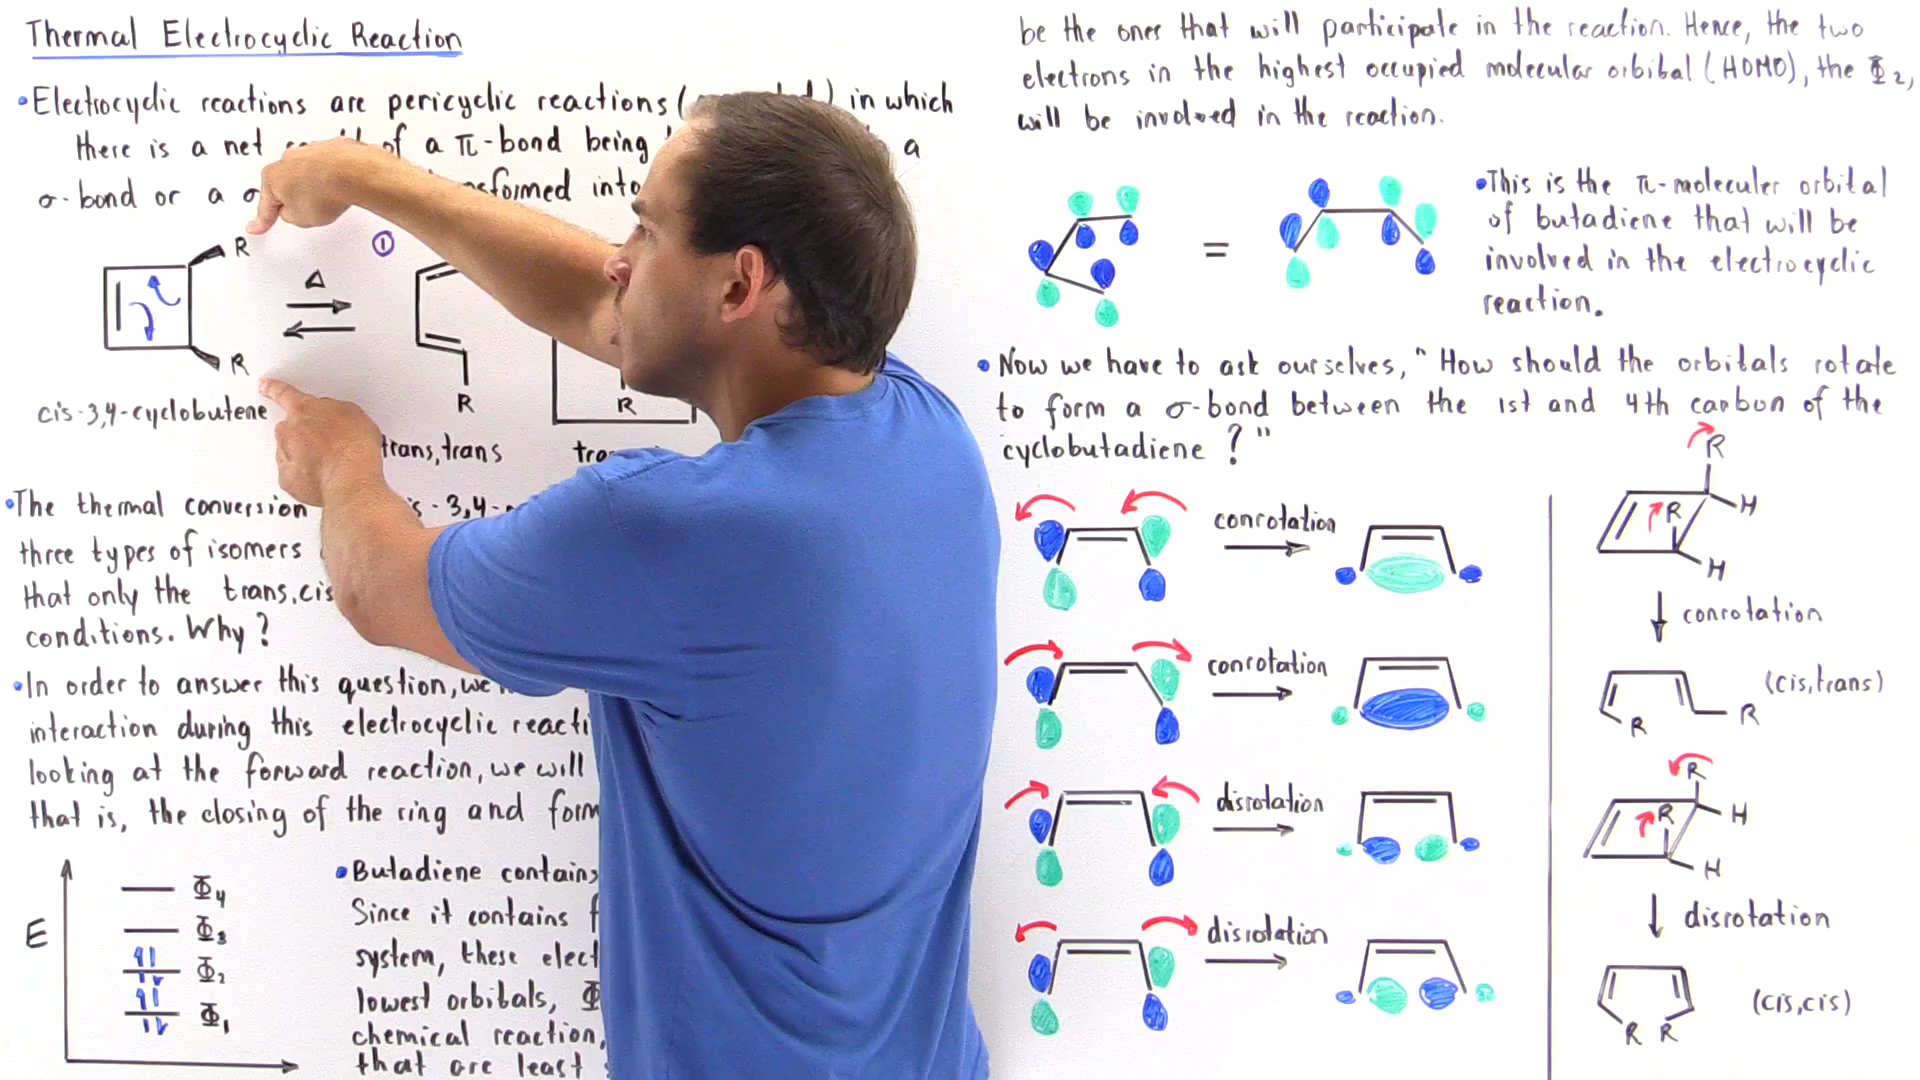 Thermal Electrocyclic Reaction
•Electrocyclic reactions are pericyclic reactions ( ) in which
there is a net of a π-bond being a
σ-bond or a σ into
R
①
Δ
R
R
R
cis-3,4-cyclobutene
trans,trans
•The thermal conversion 3,4-
three types of isomers
that only the trans,cis
conditions. Why?
•In order to answer this question, we
interaction during this electrocyclic
looking at the forward reaction, we will
that is, the closing of the ring and
E
Φ4
Φ3
Φ2
Φ1
•Butadiene contains
Since it contains
system, these
lowest orbitals, Φ
chemical reaction,
that are least
be the ones that will participate in the reaction. Hence, the two
electrons in the highest occupied moleculas orbibal (HOMO), the Φ2,
will be involved in the reaction.
=
•This is the π-moleculer orbital
of butadiene that will be
involved in the electrocyclic
reaction.
•Now we have to ask ourselves, "How should the orbitals rotate
to form a σ-bond between the 1st and 4th carbon of the
cyclobutadiene?"
conrotation
conrotation
disrotation
disrotation
R
R
H
H
conrotation
R
R
(cis,trans)
R
R
H
H
disrotation
R R
(cis,cis)